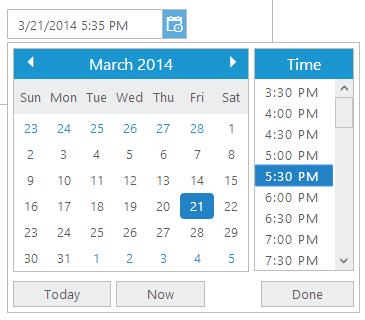 3/21/2014 5:35 PM
March 2014
Sun Mon Tue Wed Thu Fri Sat
23 24 25 26 27 28 1
2 3 4 5 6 7 8
9 10 11 12 13 14 15
16 17 18 19 20 21 22
23 24 25 26 27 28 29
30 31 1 2 3 4 5
Time
3:30 PM
4:00 PM
4:30 PM
5:00 PM
5:30 PM
6:00 PM
6:30 PM
7:00 PM
7:30 PM
Today Now Done